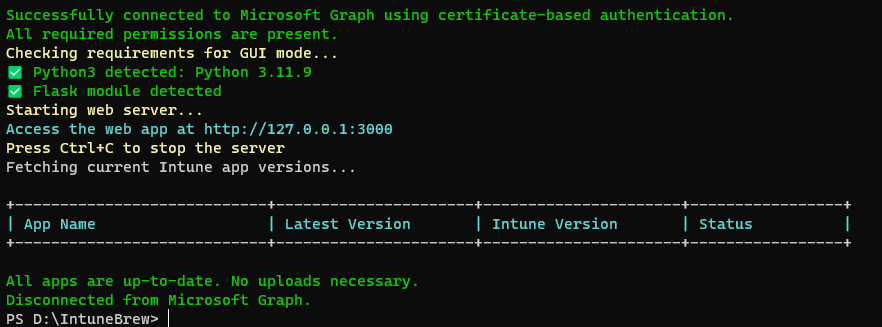 Successfully connected to Microsoft Graph using certificate-based authentication.
All required permissions are present.
Checking requirements for GUI mode...
✅ Python3 detected: Python 3.11.9
✅ Flask module detected
Starting web server...
Access the web app at http://127.0.0.1:3000
Press Ctrl+C to stop the server
Fetching current Intune app versions...
+----------------------------+----------------------+----------------------+-----------------+
| App Name                   | Latest Version       | Intune Version       | Status          |
+----------------------------+----------------------+----------------------+-----------------+
All apps are up-to-date. No uploads necessary.
Disconnected from Microsoft Graph.
PS D:\IntuneBrew>